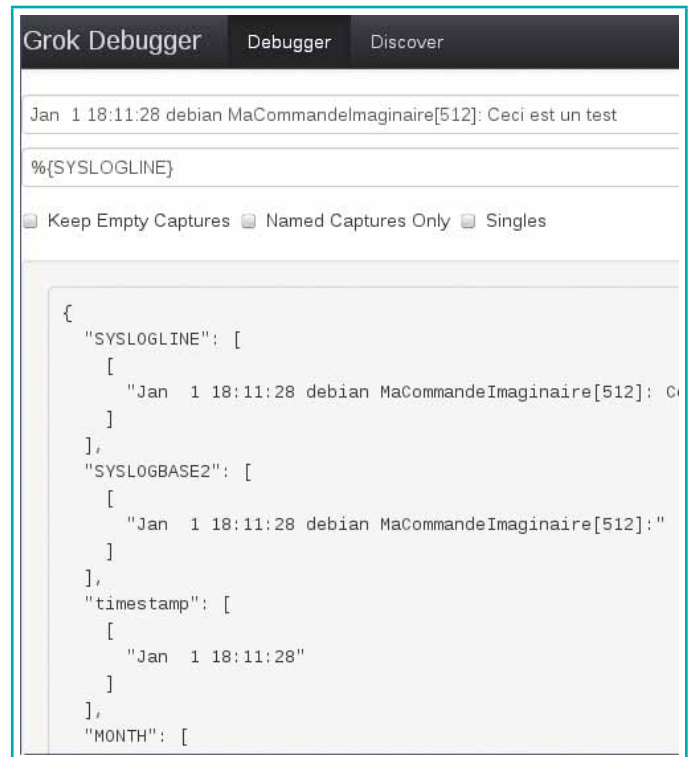 Grok Debugger Debugger Discover
Jan  1 18:11:28 debian MaCommandeImaginaire[512]: Ceci est un test
%{SYSLOGLINE}
Keep Empty Captures Named Captures Only Singles
{
"SYSLOGLINE": [
[
"Jan  1 18:11:28 debian MaCommandeImaginaire[512]:
]
],
"SYSLOGBASE2": [
[
"Jan  1 18:11:28 debian MaCommandeImaginaire[512]:"
]
],
"timestamp": [
[
"Jan  1 18:11:28"
]
],
"MONTH": [